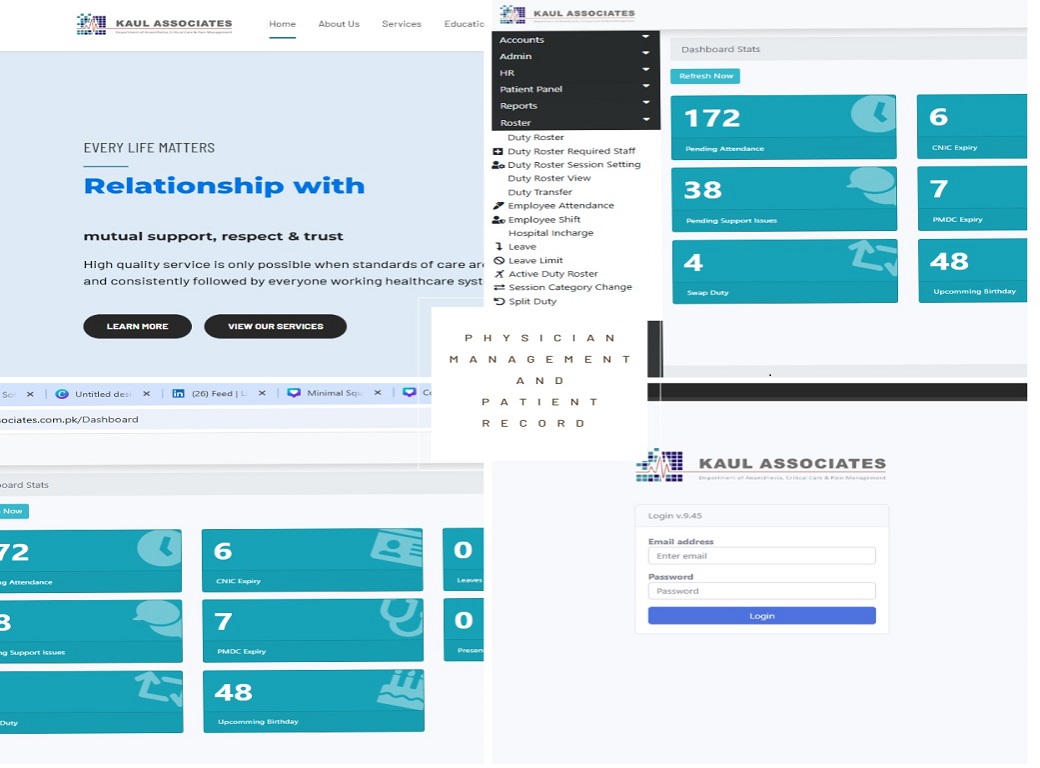 KAUL ASSOCIATES
Department of Anaesthesia, Critical Care & Pain Management
Home About Us Services
EVERY LIFE MATTERS
Relationship with
mutual support, respect & trust
High quality service is only possible when standards of care
and consistently followed by everyone working healthcare
LEARN MORE VIEW OUR SERVICES
KAUL ASSOCIATES
Accounts
Admin
HR
Patient Panel
Reports
Roster
Duty Roster
Duty Roster Required Staff
Duty Roster Session Setting
Duty Roster View
Duty Transfer
Employee Attendance
Employee Shift
Hospital Incharge
Leave
Leave Limit
Active Duty Roster
Session Category Change
Split Duty
Dashboard Stats
Refresh Now
172
Pending Attendance
6
CNIC Expiry
38
Pending Support Issues
7
PMDC Expiry
4
Swap Duty
48
Upcomming Birthday
PHYSICIAN
MANAGEMENT
AND
PATIENT
RECORD
Untitled des (26) Feed | L Minimal Squ
ociates.com.pk/Dashboard
oard Stats
Now
72
g Attendance
6
CNIC Expiry
0
Leaves
8
ng Support Issues
7
PMDC Expiry
0
Presen
Duty
48
Upcomming Birthday
KAUL ASSOCIATES
Department of Anaesthesia, Critical Care & Pain Management
Login v.9.45
Email address
Enter email
Password
Password
Login